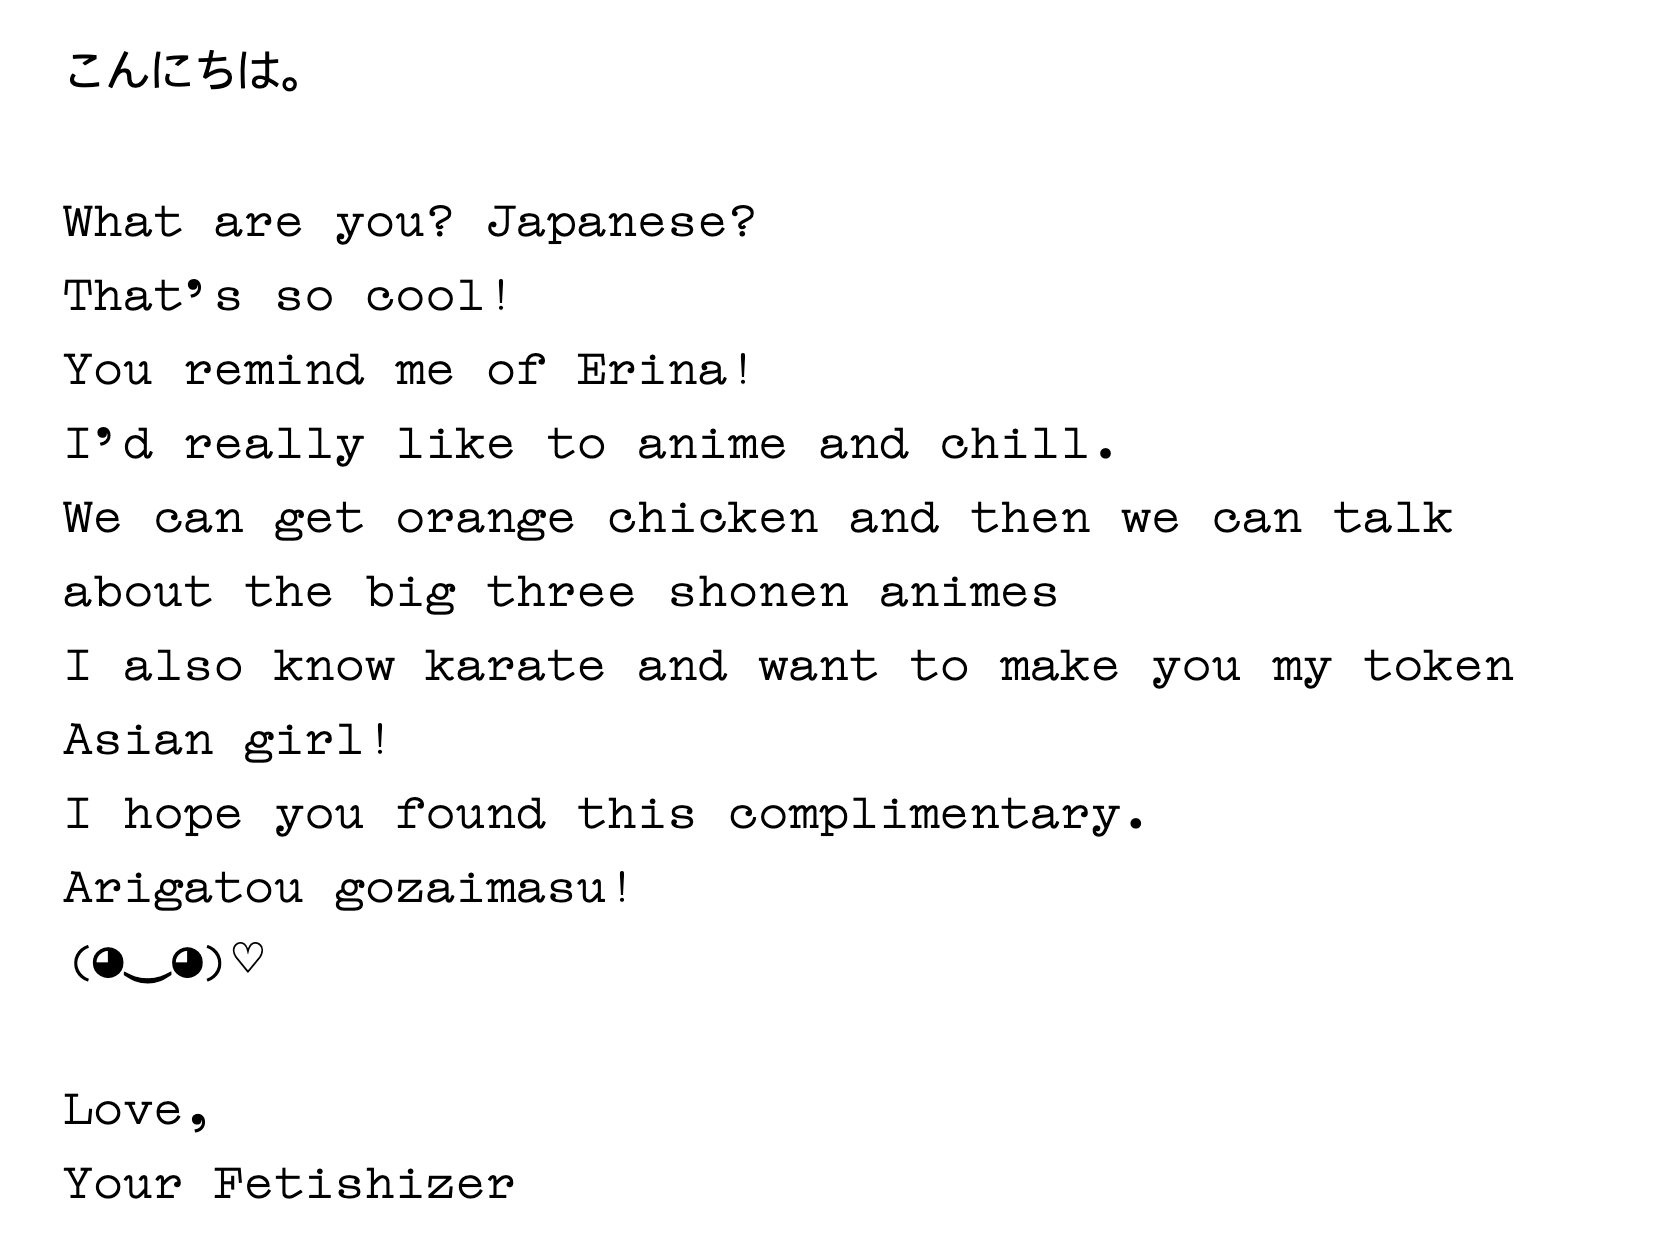 こんにちは。
What are you? Japanese?
That’s so cool!
You remind me of Erina!
I’d really like to anime and chill.
We can get orange chicken and then we can talk
about the big three shonen animes
I also know karate and want to make you my token
Asian girl!
I hope you found this complimentary.
Arigatou gozaimasu!
(◕‿◕)♡
Love,
Your Fetishizer